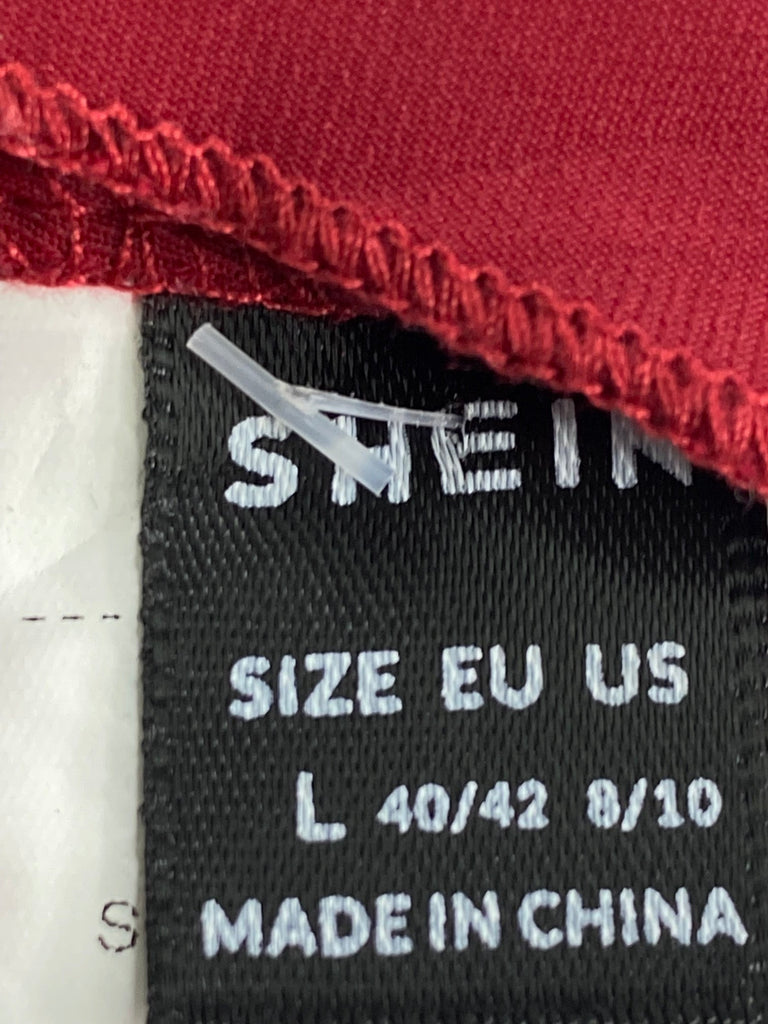 SHEIN
SIZE EU US
L 40/42 8/10
MADE IN CHINA
S